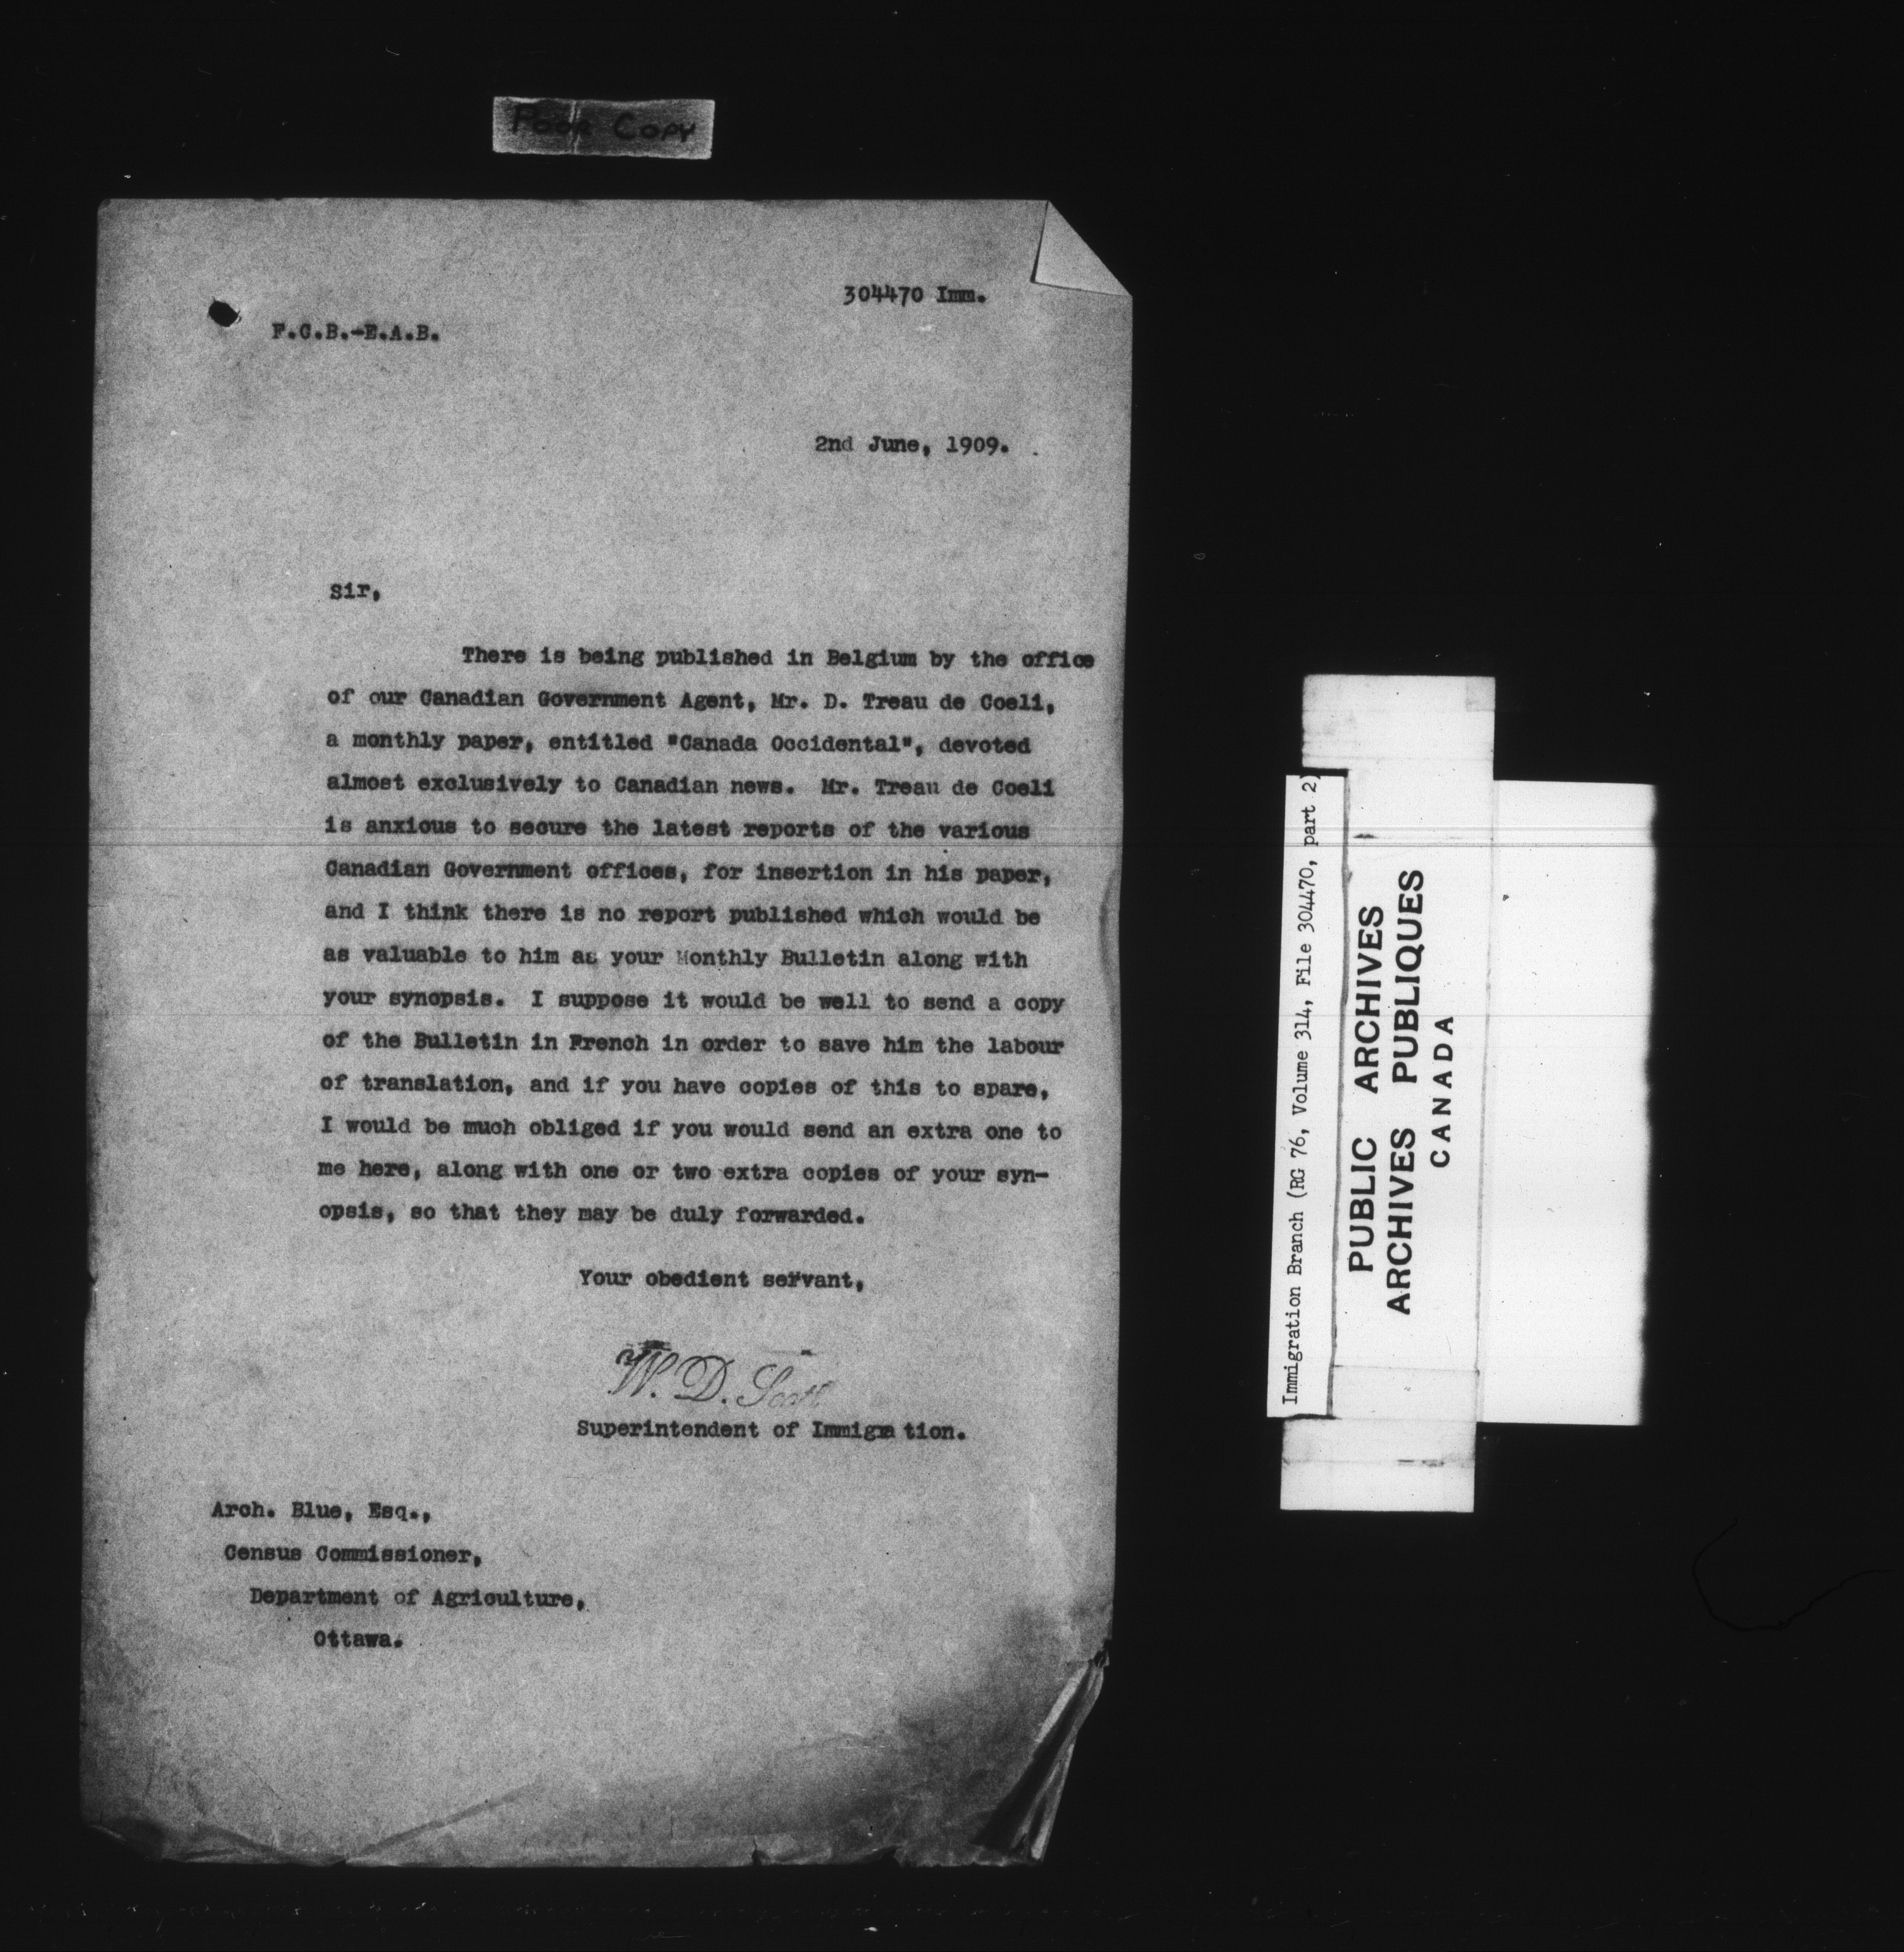 Poor Copy
304470 Imm.
F.C.B.-E.A.B.
2nd June, 1909.
Sir,
There is being published in Belgium by the office
of our Canadian Government Agent, Mr. D. Treau de Coeli,
a monthly paper, entitled "Canada Occidental", devoted
almost exclusively to Canadian news. Mr. Treau de Coeli
is anxious to secure the latest reports of the various
Canadian Government offices, for insertion in his paper,
and I think there is no report published which would be
as valuable to him as your Monthly Bulletin along with
your synopsis. I suppose it would be well to send a copy
of the Bulletin in French in order to save him the labour
of translation, and if you have copies of this to spare,
I would be much obliged if you would send an extra one to
me here, along with one or two extra copies of your syn-
opsis, so that they may be duly forwarded.
Your obedient servant,
W. D. Scott
Superintendent of Immigration.
Arch. Blue, Esq.,
Census Commissioner,
Department of Agriculture,
Ottawa.
Immigration Branch (RG 76, Volume 314, File 304470, part 2)
PUBLIC ARCHIVES
ARCHIVES PUBLIQUES
CANADA